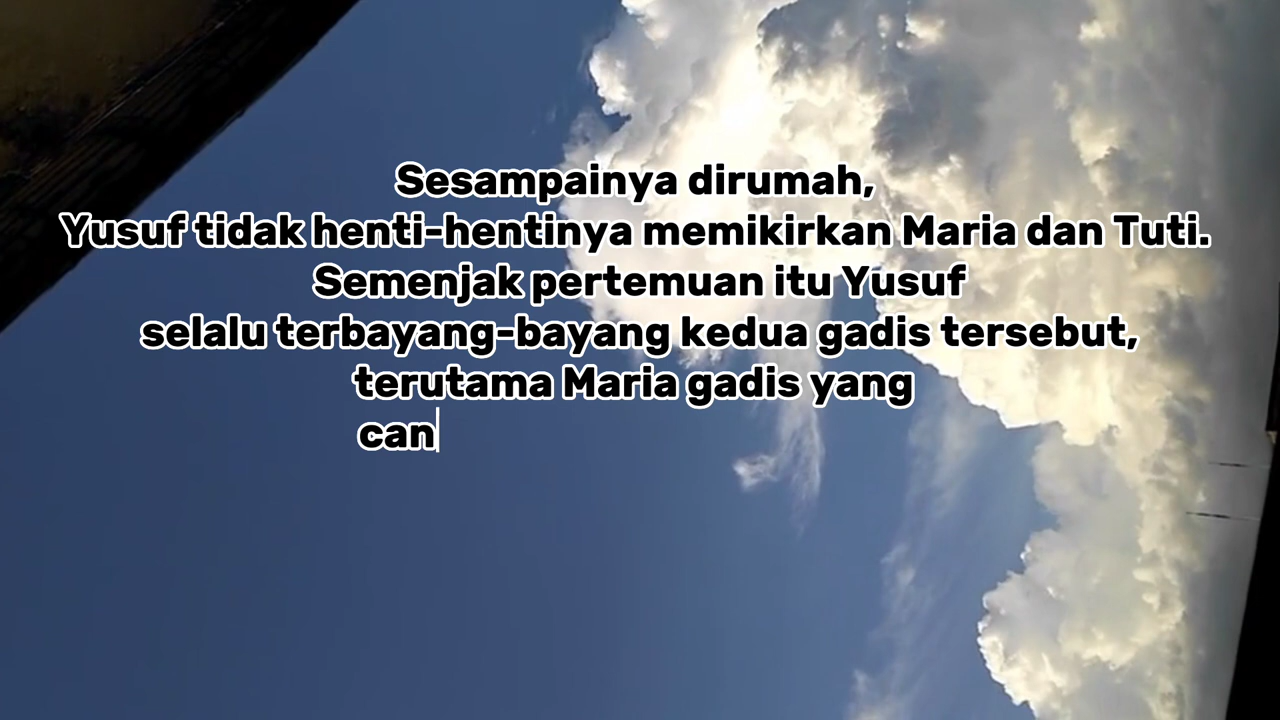 Sesampainya dirumah,
Yusuf tidak henti-hentinya memikirkan Maria dan Tuti.
Semenjak pertemuan itu Yusuf
selalu terbayang-bayang kedua gadis tersebut,
terutama Maria gadis yang
can